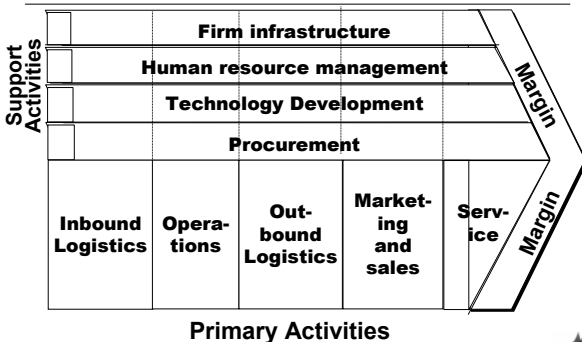 Support
Activities
Firm infrastructure
Human resource management
Technology Development
Procurement
Margin
Inbound
Logistics
Opera-
tions
Out-
bound
Logistics
Market-
ing
and
sales
Serv-
ice
Margin
Primary Activities